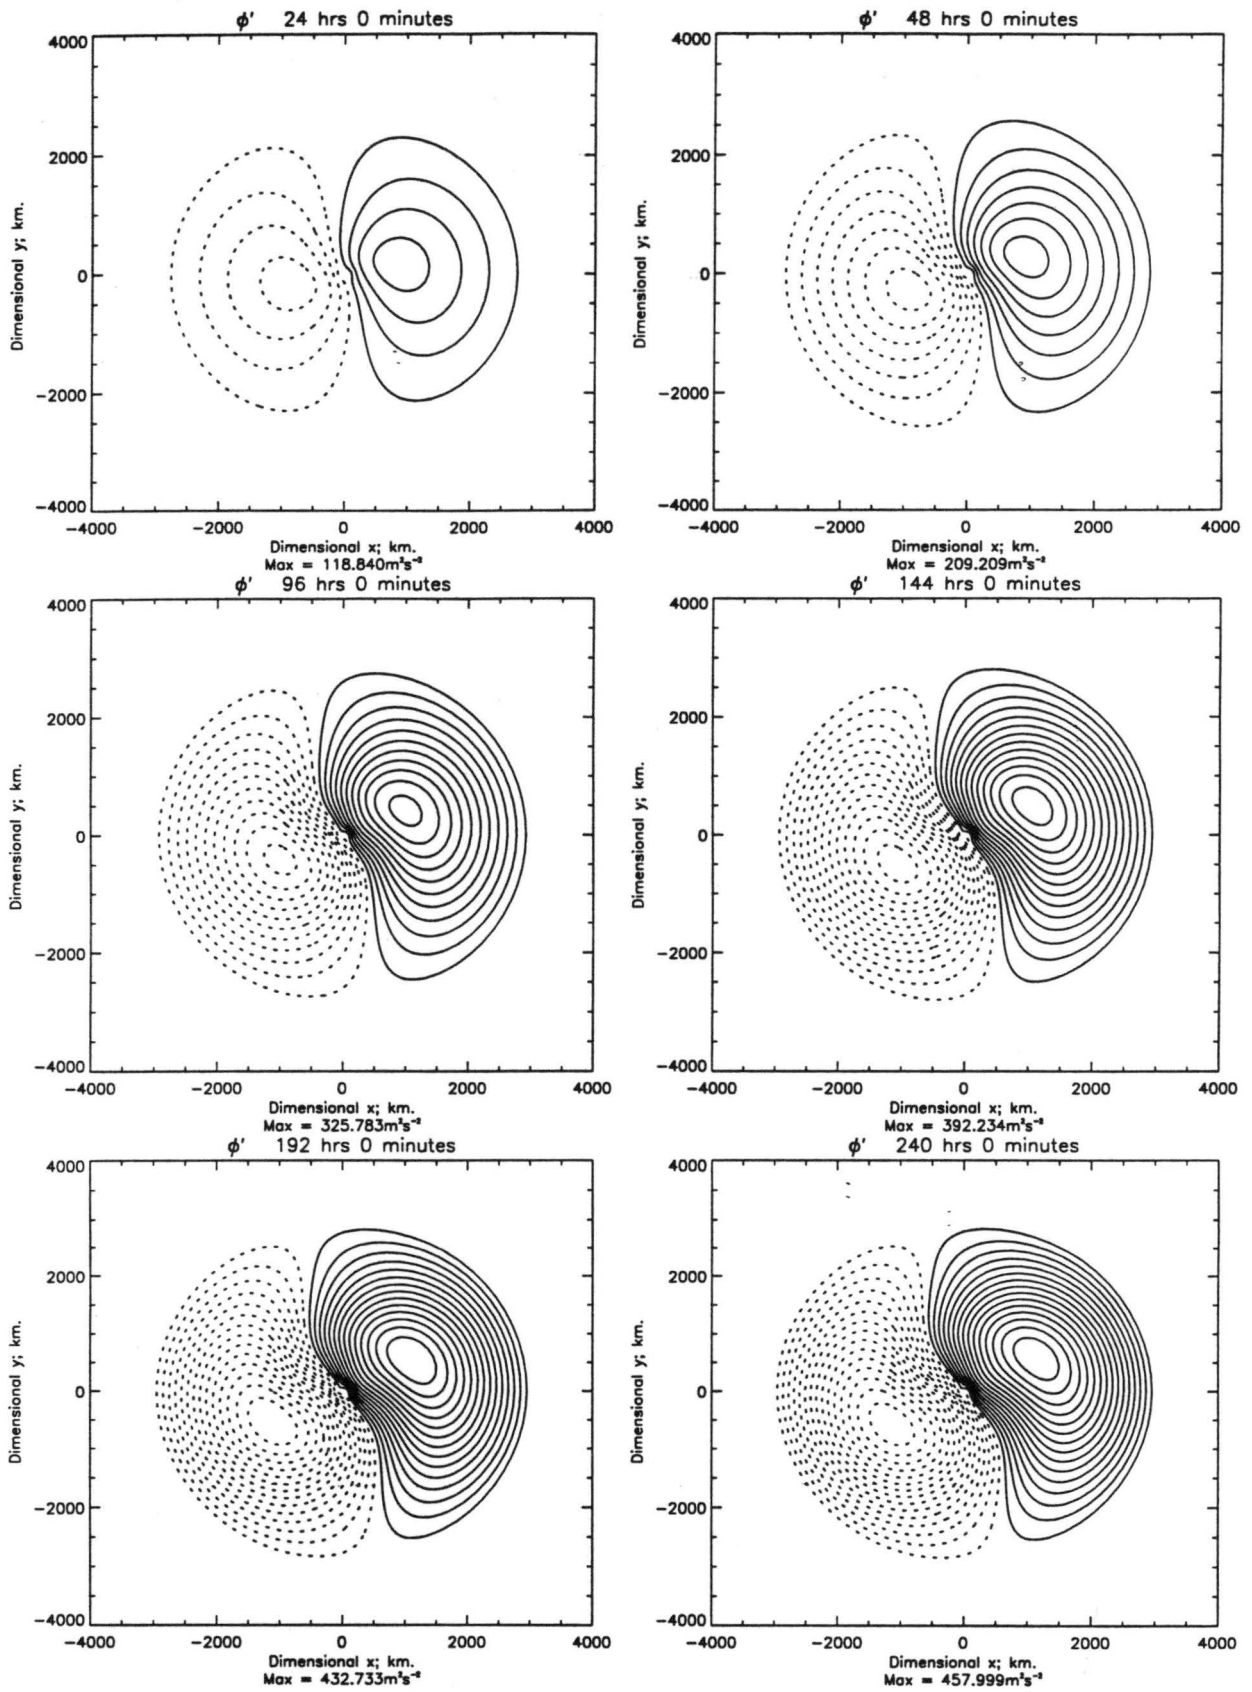 ϕ' 24 hrs 0 minutes
4000
2000
0
−2000
−4000
Dimensional y; km.
−4000 −2000 0 2000 4000
Dimensional x; km.
Max = 118.840m²s⁻²
ϕ' 48 hrs 0 minutes
4000
2000
0
−2000
−4000
Dimensional y; km.
−4000 −2000 0 2000 4000
Dimensional x; km.
Max = 209.209m²s⁻²
ϕ' 96 hrs 0 minutes
4000
2000
0
−2000
−4000
Dimensional y; km.
−4000 −2000 0 2000 4000
Dimensional x; km.
Max = 325.783m²s⁻²
ϕ' 144 hrs 0 minutes
4000
2000
0
−2000
−4000
Dimensional y; km.
−4000 −2000 0 2000 4000
Dimensional x; km.
Max = 392.234m²s⁻²
ϕ' 192 hrs 0 minutes
4000
2000
0
−2000
−4000
Dimensional y; km.
−4000 −2000 0 2000 4000
Dimensional x; km.
Max = 432.733m²s⁻²
ϕ' 240 hrs 0 minutes
4000
2000
0
−2000
−4000
Dimensional y; km.
−4000 −2000 0 2000 4000
Dimensional x; km.
Max = 457.999m²s⁻²